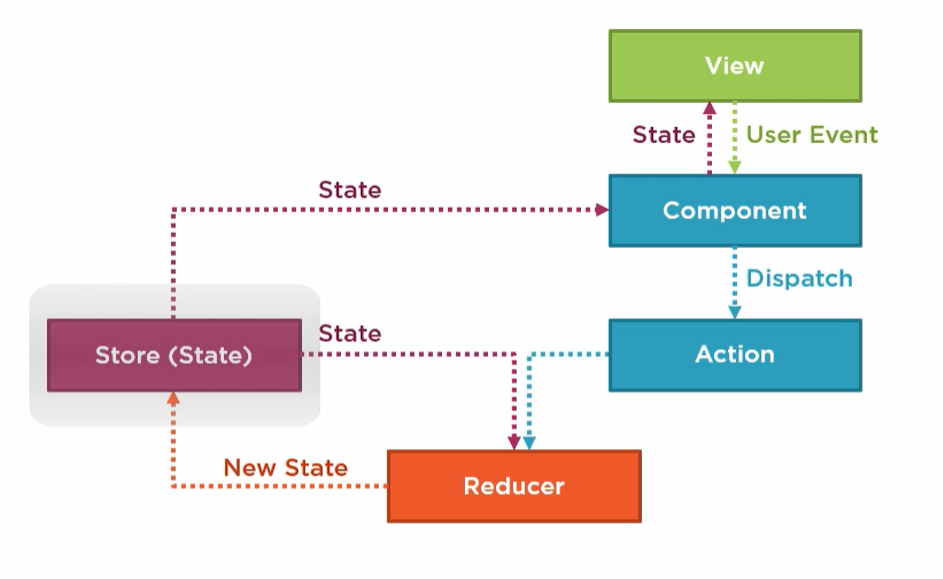 View
State
User Event
State
Component
Dispatch
State
Store (State)
Action
New State
Reducer